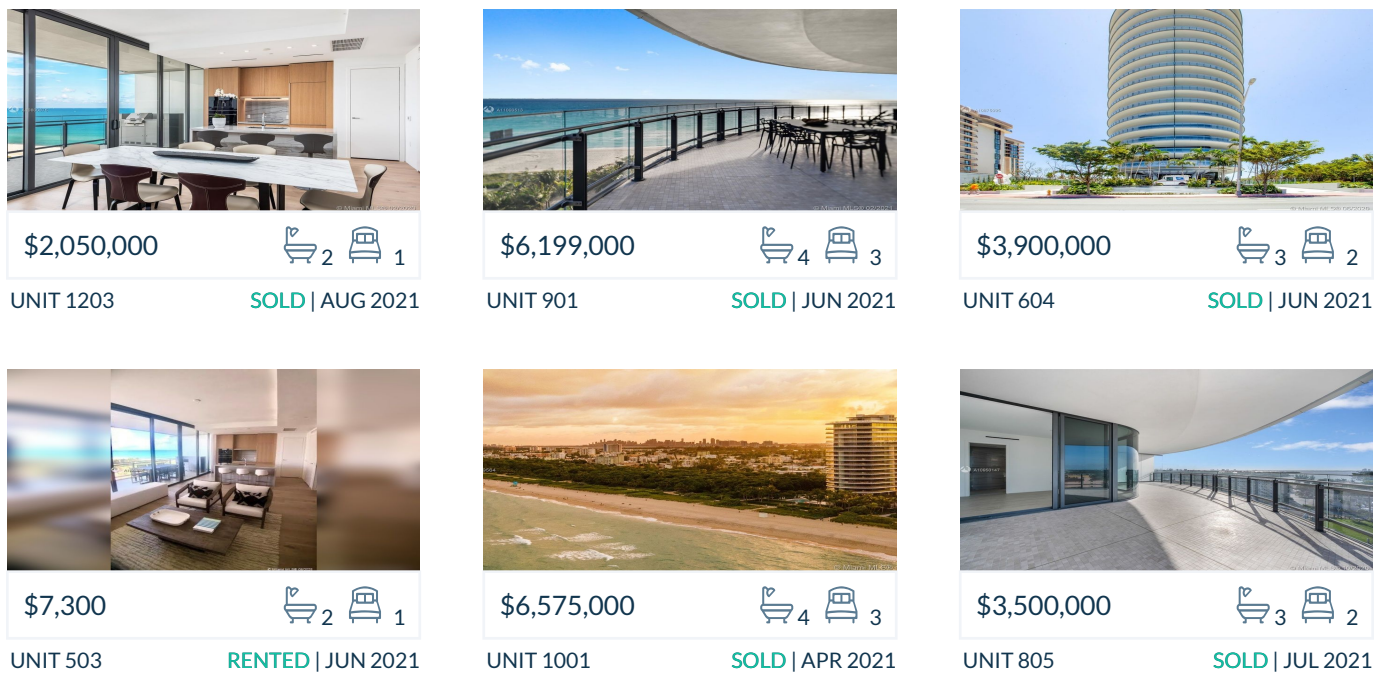 $2,050,000 2 1
UNIT 1203 SOLD | AUG 2021
$6,199,000 4 3
UNIT 901 SOLD | JUN 2021
$3,900,000 3 2
UNIT 604 SOLD | JUN 2021
$7,300 2 1
UNIT 503 RENTED | JUN 2021
$6,575,000 4 3
UNIT 1001 SOLD | APR 2021
$3,500,000 3 2
UNIT 805 SOLD | JUL 2021